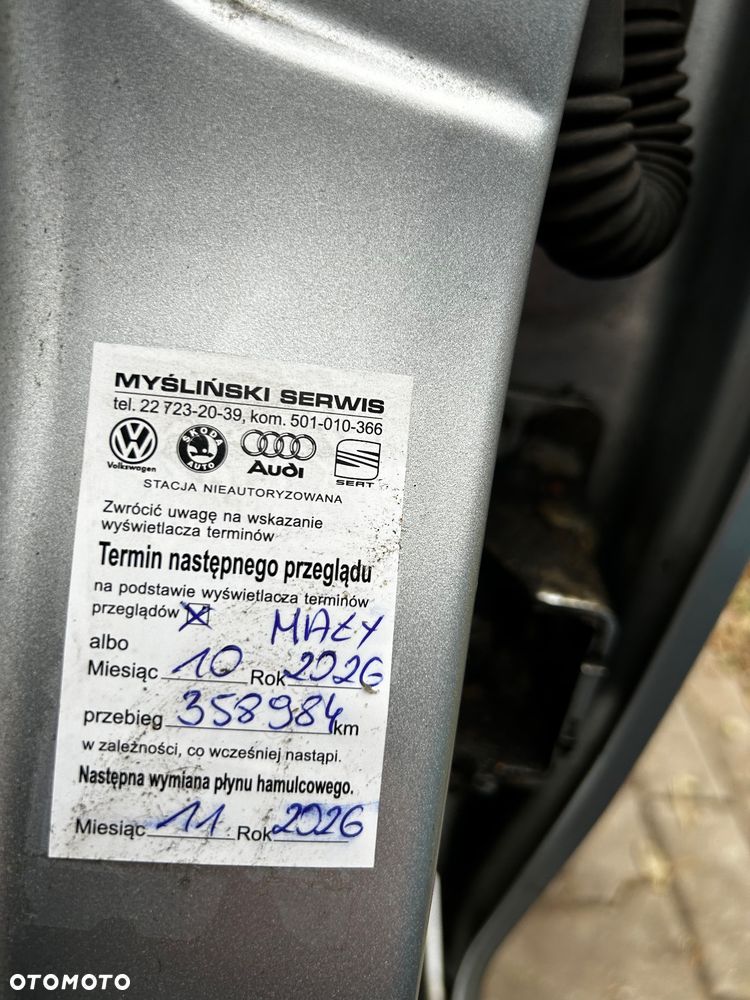 MYŚLIŃSKI SERWIS
tel. 22 723-20-39, kom. 501-010-366
Volkswagen ŠKODA AUTO Audi SEAT
STACJA NIEAUTORYZOWANA
Zwrócić uwagę na wskazanie
wyświetlacza terminów
Termin następnego przeglądu
na podstawie wyświetlacza terminów
przeglądów MAŁY
albo
Miesiąc 10 Rok 2026
przebieg 358984 km
w zależności, co wcześniej nastąpi.
Następna wymiana płynu hamulcowego.
Miesiąc 11 Rok 2026
OTOMOTO